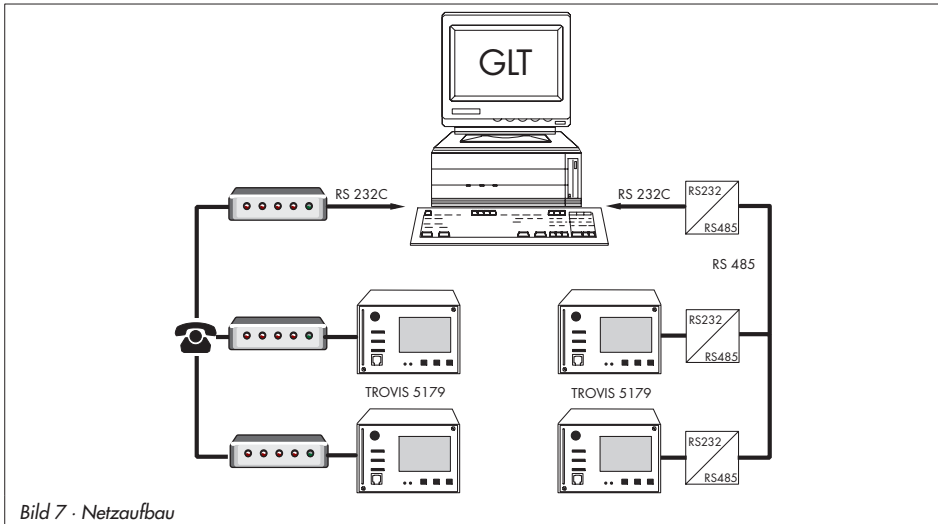 GLT
RS 232C
RS 232C
RS232
RS485
RS 485
RS232
RS485
TROVIS 5179
TROVIS 5179
RS232
RS485
Bild 7 · Netzaufbau